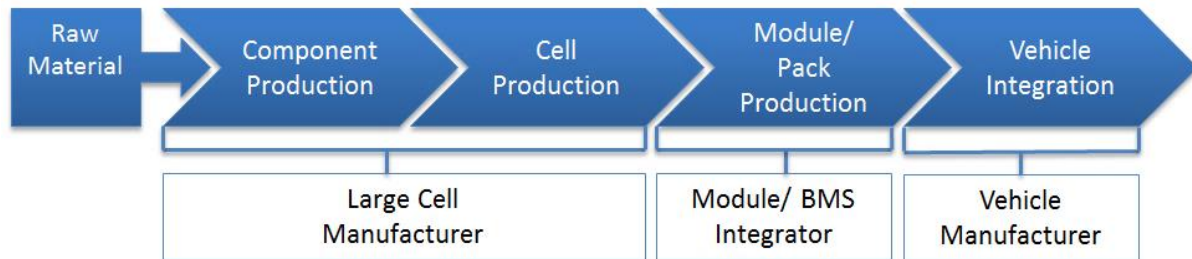 Raw
Material
Component
Production
Cell
Production
Module/
Pack
Production
Vehicle
Integration
Large Cell
Manufacturer
Module/ BMS
Integrator
Vehicle
Manufacturer